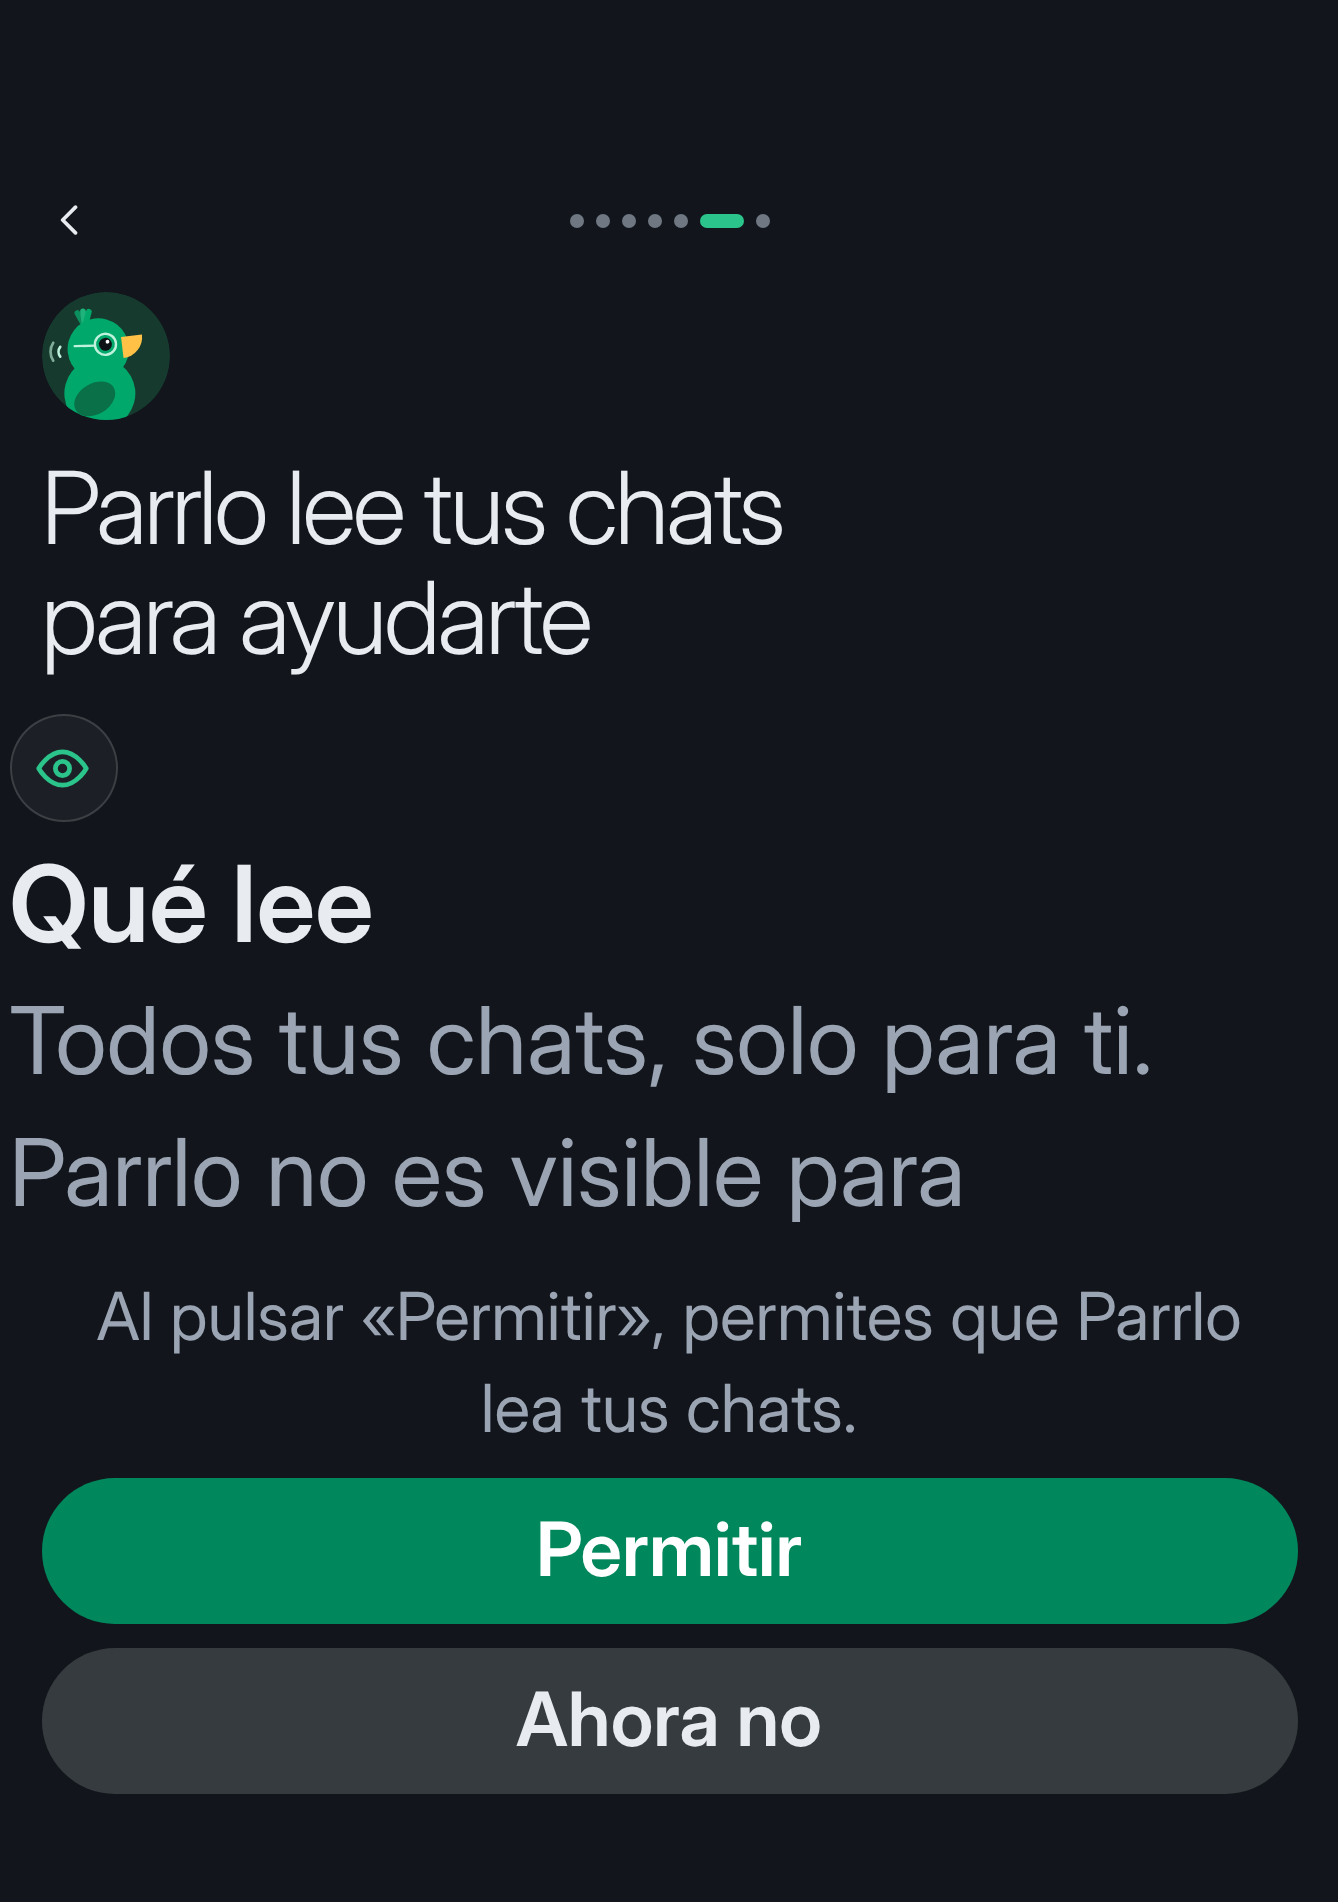 Parrlo lee tus chats
para ayudarte
Qué lee
Todos tus chats, solo para ti.
Parrlo no es visible para
Al pulsar «Permitir», permites que Parrlo
lea tus chats.
Permitir
Ahora no